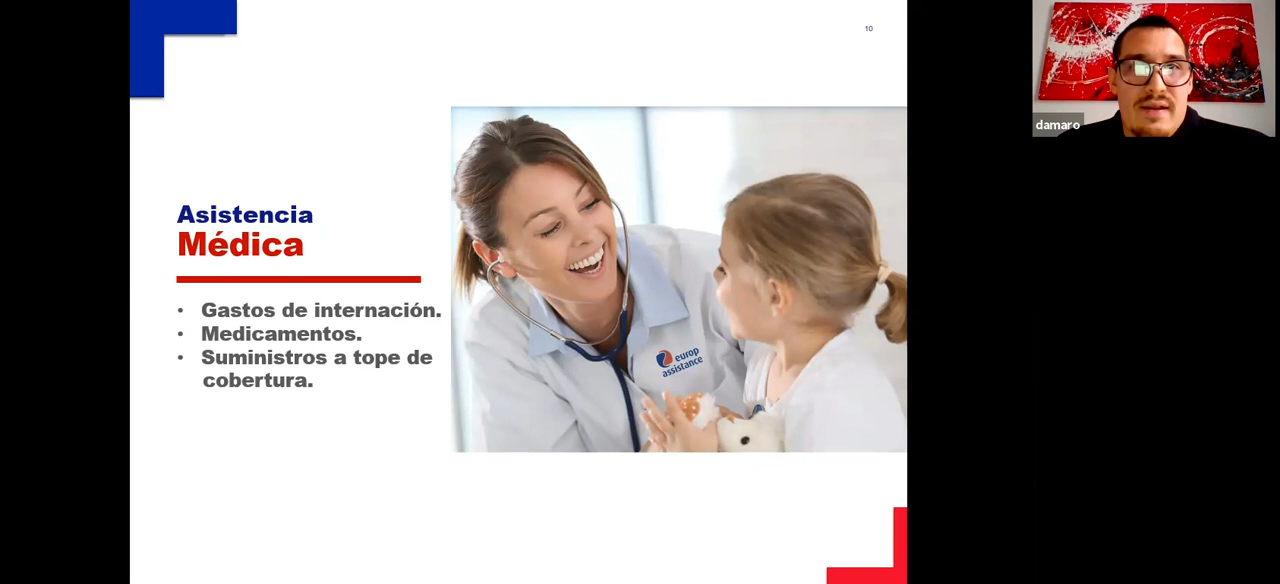 10
damaro
Asistencia
Médica
• Gastos de internación.
• Medicamentos.
• Suministros a tope de
cobertura.
europ
assistance